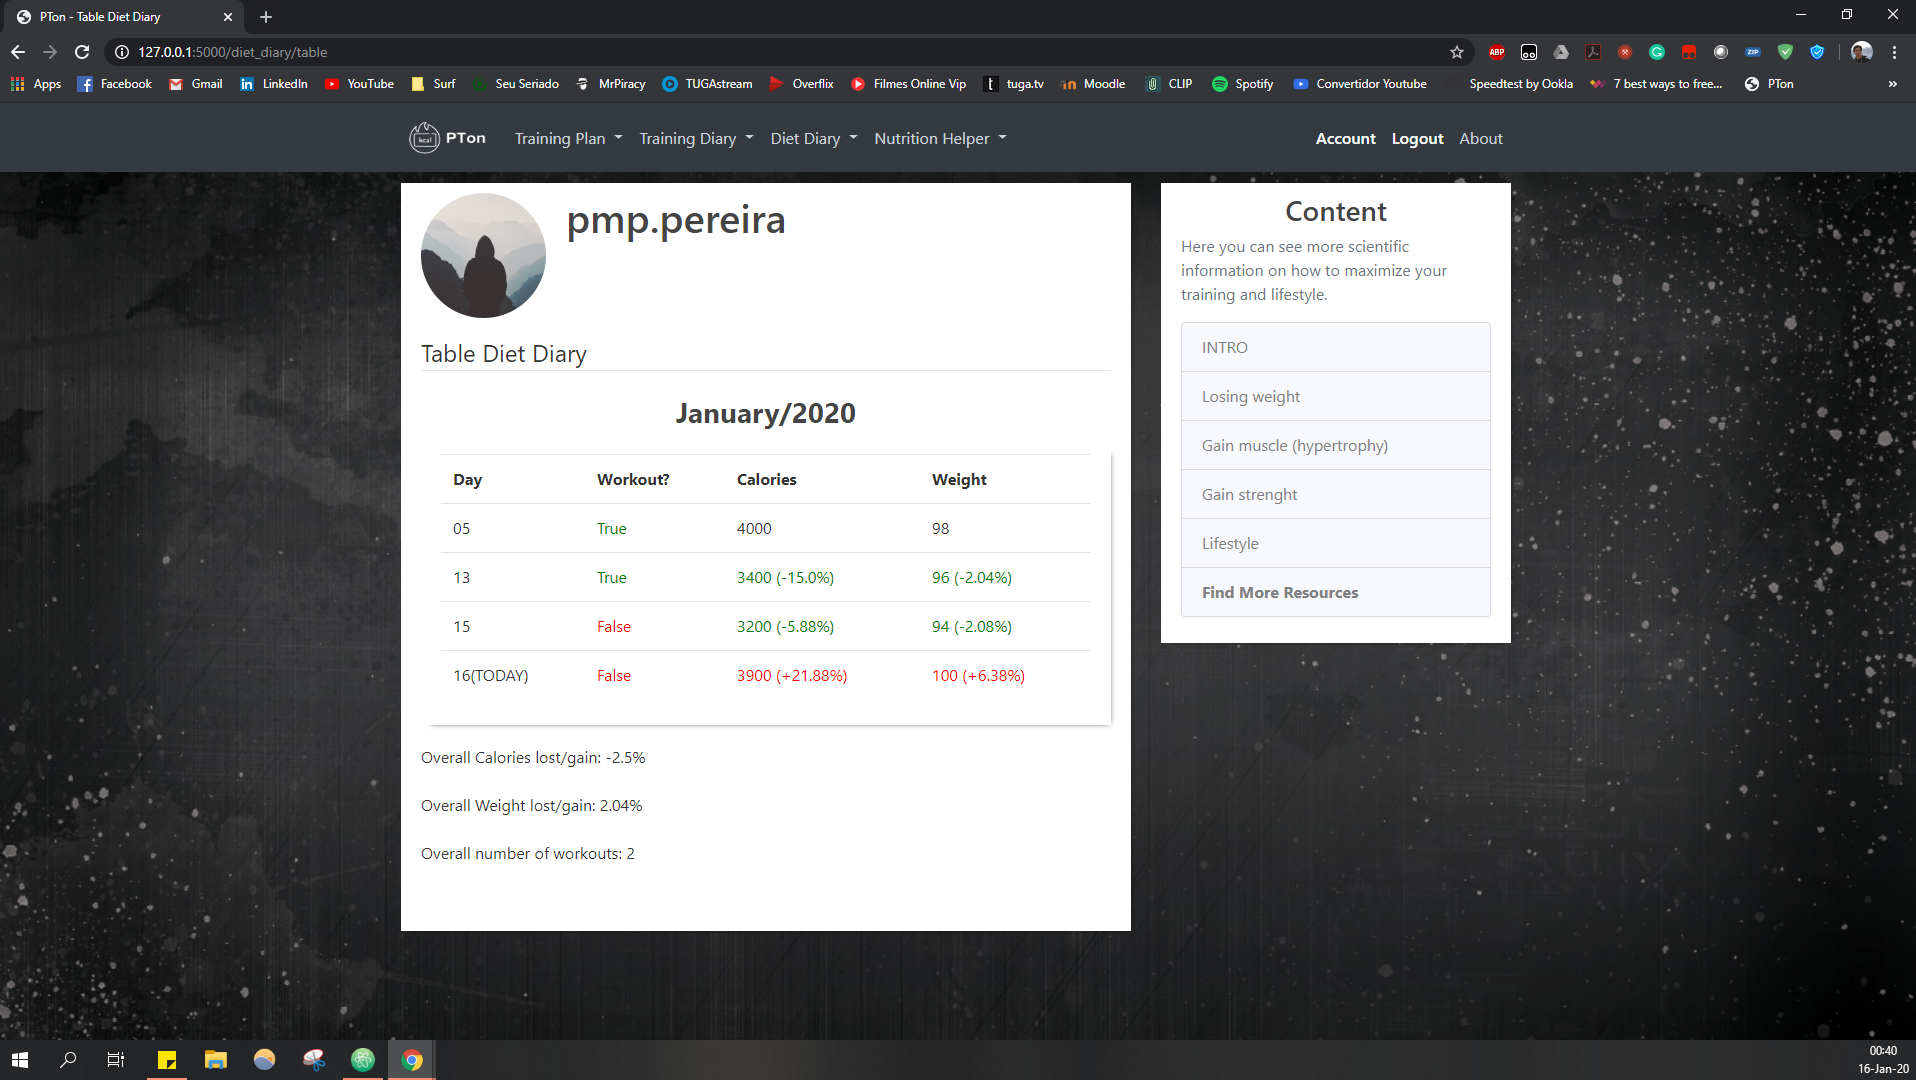 PTon - Table Diet Diary
127.0.0.1:5000/diet_diary/table
ABP
ZIP
Apps Facebook Gmail LinkedIn YouTube Surf Seu Seriado MrPiracy TUGAstream Overflix Filmes Online Vip tuga.tv Moodle CLIP Spotify Convertidor Youtube Speedtest by Ookla 7 best ways to free... PTon »
kcal PTon Training Plan Training Diary Diet Diary Nutrition Helper Account Logout About
pmp.pereira
Table Diet Diary
January/2020
Day Workout? Calories Weight
05 True 4000 98
13 True 3400 (-15.0%) 96 (-2.04%)
15 False 3200 (-5.88%) 94 (-2.08%)
16(TODAY) False 3900 (+21.88%) 100 (+6.38%)
Overall Calories lost/gain: -2.5%
Overall Weight lost/gain: 2.04%
Overall number of workouts: 2
Content
Here you can see more scientific
information on how to maximize your
training and lifestyle.
INTRO
Losing weight
Gain muscle (hypertrophy)
Gain strenght
Lifestyle
Find More Resources
00:40
16-Jan-20